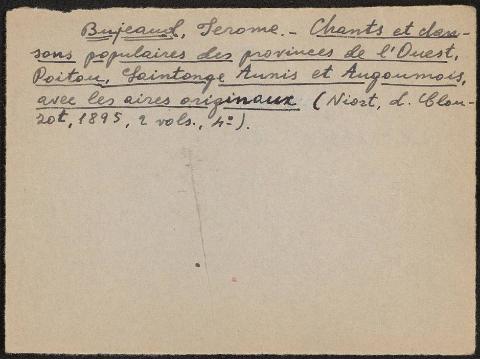 Bujeaud, Jerome.- Chants et chan-
sons populaires des provinces de l'Ouest,
Poitou, Saintonge Aunis et Angoumois,
avec les aires originaux (Niort, L. Clou-
zot, 1895, 2 vols., 4º).